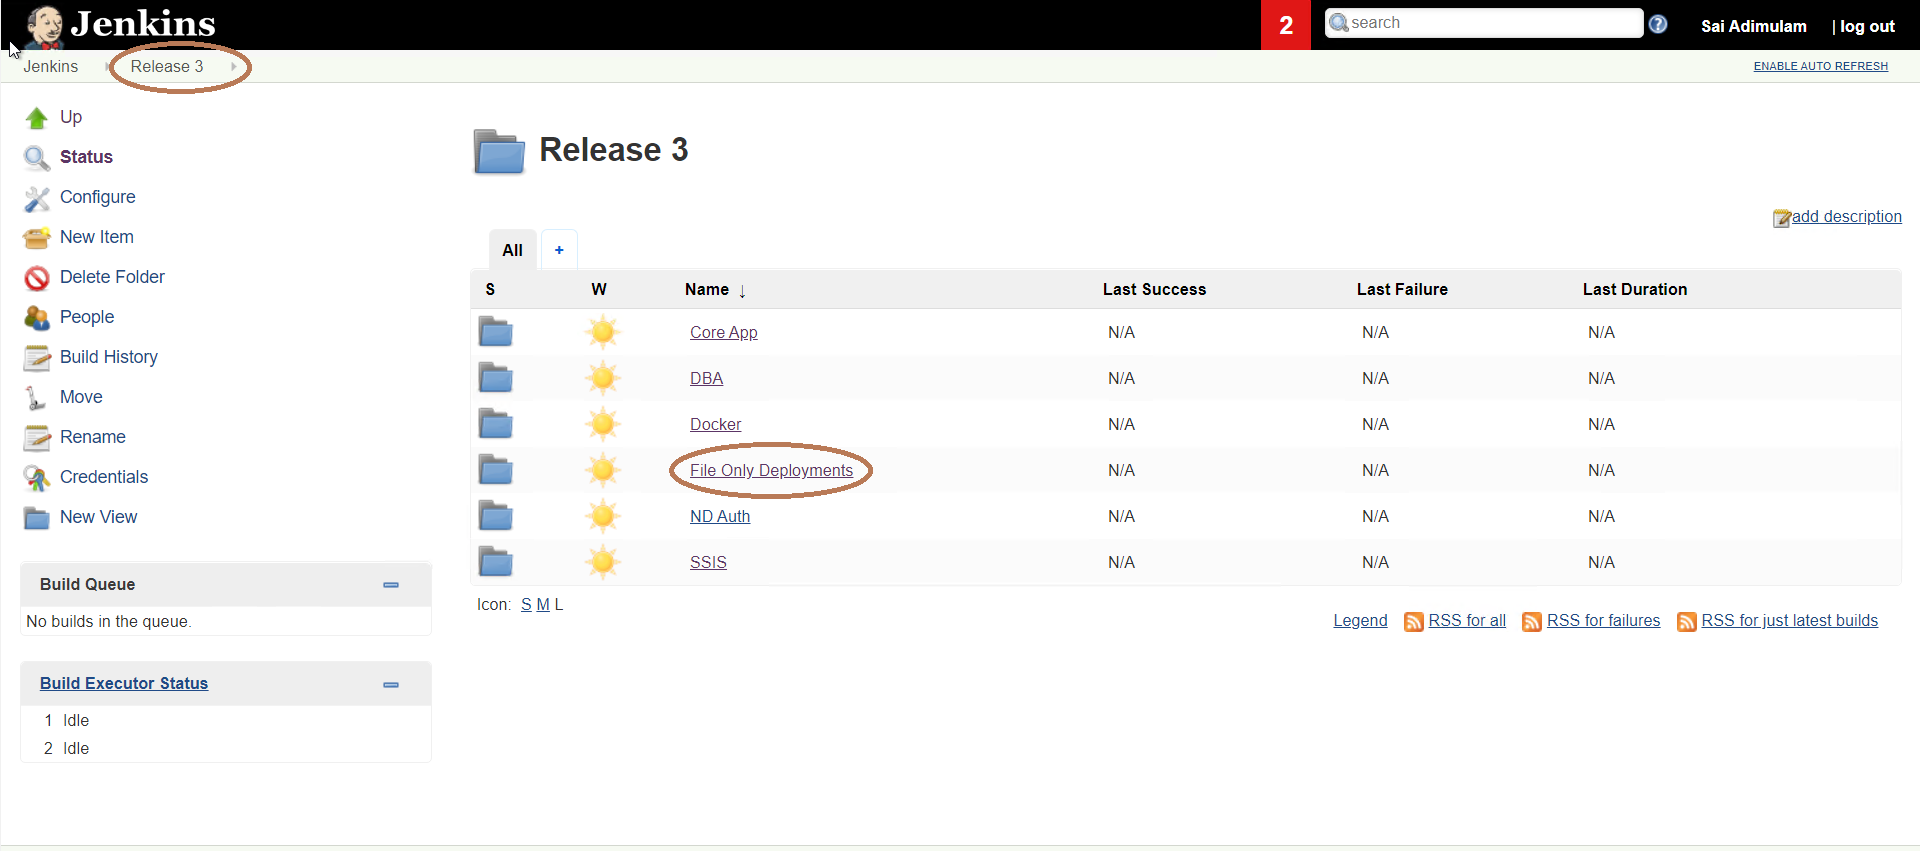 Jenkins
2
search
Sai Adimulam | log out
Jenkins Release 3
ENABLE AUTO REFRESH
Up
Status
Configure
New Item
Delete Folder
People
Build History
Move
Rename
Credentials
New View
Build Queue
No builds in the queue.
Build Executor Status
1 Idle
2 Idle
Release 3
add description
All +
S W Name ↓ Last Success Last Failure Last Duration
Core App N/A N/A N/A
DBA N/A N/A N/A
Docker N/A N/A N/A
File Only Deployments N/A N/A N/A
ND Auth N/A N/A N/A
SSIS N/A N/A N/A
Icon: S M L
Legend RSS for all RSS for failures RSS for just latest builds